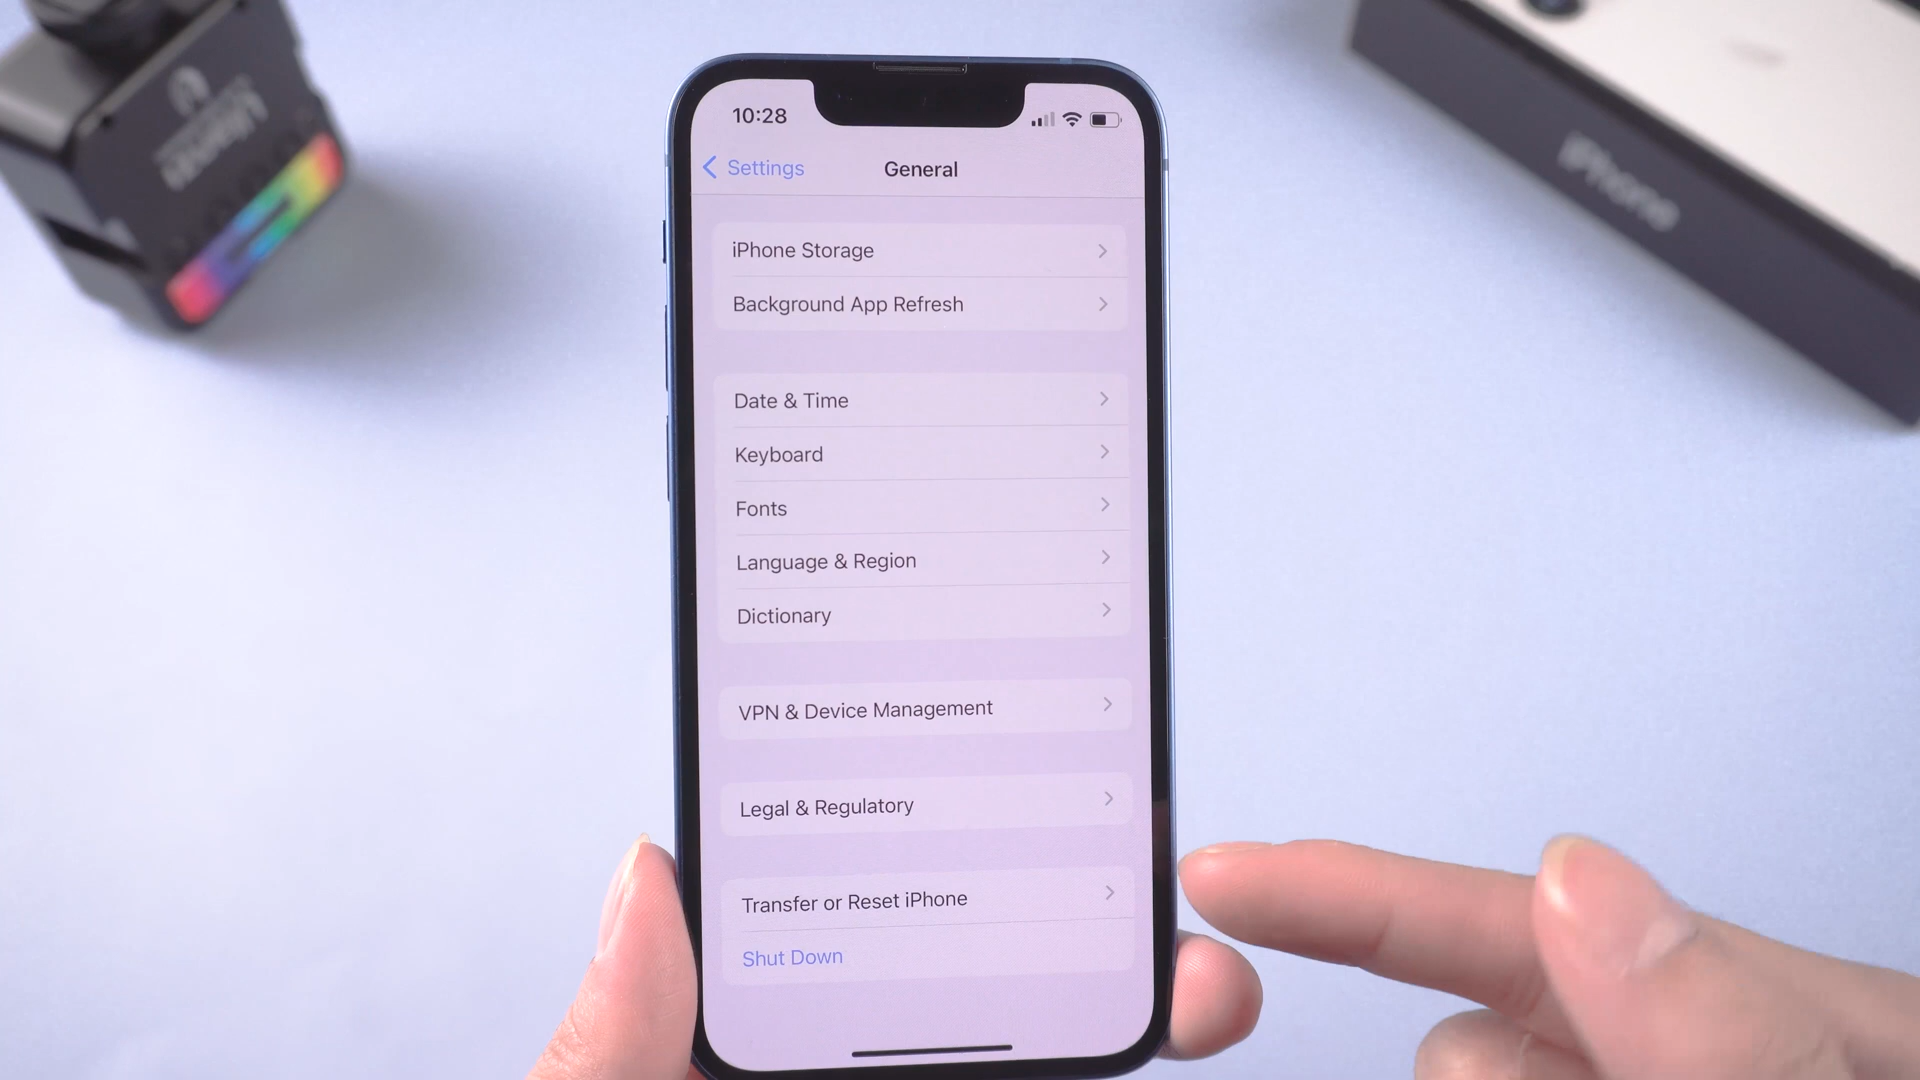 10:28
Settings
General
iPhone Storage
Background App Refresh
Date & Time
Keyboard
Fonts
Language & Region
Dictionary
VPN & Device Management
Legal & Regulatory
Transfer or Reset iPhone
Shut Down
iPhone